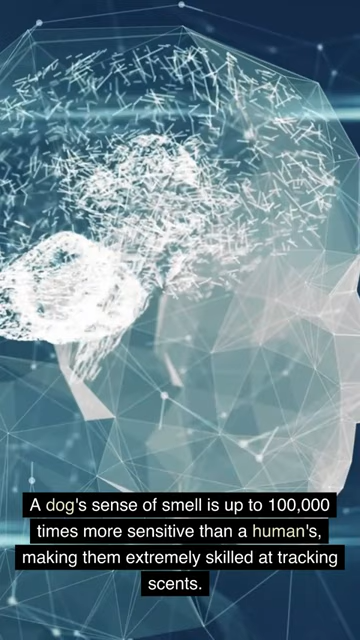 A dog's sense of smell is up to 100,000
times more sensitive than a human's,
making them extremely skilled at tracking
scents.